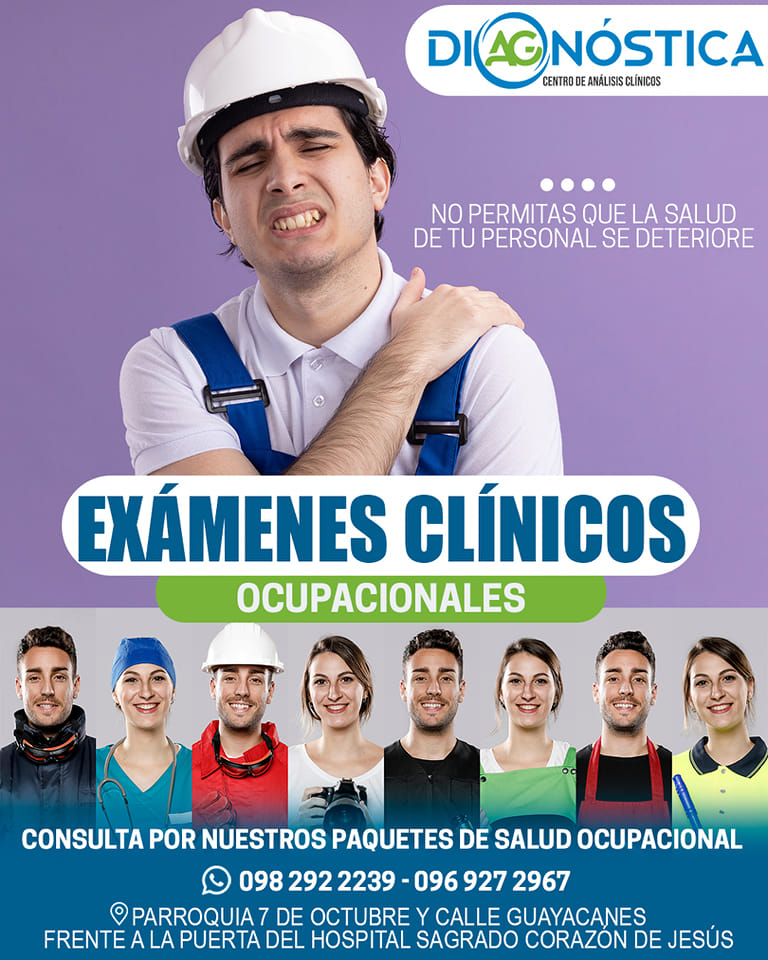 DIAGNÓSTICA
CENTRO DE ANÁLISIS CLÍNICOS
NO PERMITAS QUE LA SALUD
DE TU PERSONAL SE DETERIORE
EXÁMENES CLÍNICOS
OCUPACIONALES
CONSULTA POR NUESTROS PAQUETES DE SALUD OCUPACIONAL
098 292 2239 - 096 927 2967
PARROQUIA 7 DE OCTUBRE Y CALLE GUAYACANES
FRENTE A LA PUERTA DEL HOSPITAL SAGRADO CORAZÓN DE JESÚS